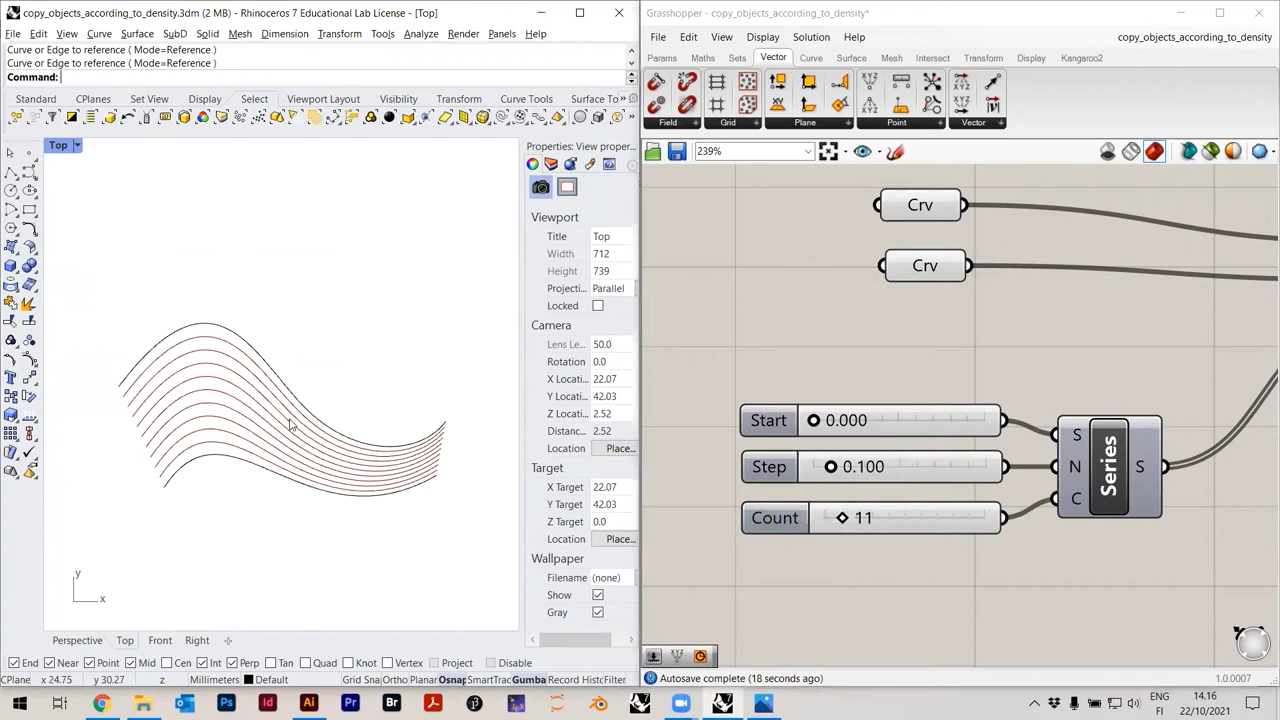 copy_objects_according_to_density.3dm (2 MB) - Rhinoceros 7 Educational Lab License - [Top]
File Edit View Curve Surface SubD Solid Mesh Dimension Transform Tools Analyze Render Panels Help
Curve or Edge to reference ( Mode=Reference )
Curve or Edge to reference ( Mode=Reference )
Command:
Standard CPlanes Set View Display Select Viewport Layout Visibility Transform Curve Tools Surface To
Top
Properties: View proper...
Viewport
Title Top
Width 712
Height 739
Projecti... Parallel
Locked
Camera
Lens Le... 50.0
Rotation 0.0
X Locati... 22.07
Y Locati... 42.03
Z Locati... 2.52
Distanc... 2.52
Location Place...
Target
X Target 22.07
Y Target 42.03
Z Target 0.0
Location Place...
Wallpaper
Filename (none)
Show
Gray
y
x
Perspective Top Front Right
End Near Point Mid Cen Int Perp Tan Quad Knot Vertex Project Disable
CPlane x 24.75 y 30.27 z Millimeters Default Grid Snap Ortho Planar Osnap SmartTrac Gumba Record Histor Filter
Grasshopper - copy_objects_according_to_density*
File Edit View Display Solution Help
copy_objects_according_to_density
Params Maths Sets Vector Curve Surface Mesh Intersect Transform Display Kangaroo2
Field Grid Plane Point Vector
239%
Crv
Crv
Start 0.000
Step 0.100
Count 11
S
N
C
Series
S
Autosave complete (18 seconds ago)
1.0.0007
Ps Id Ai Pr Br
ENG
FI
14.16
22/10/2021